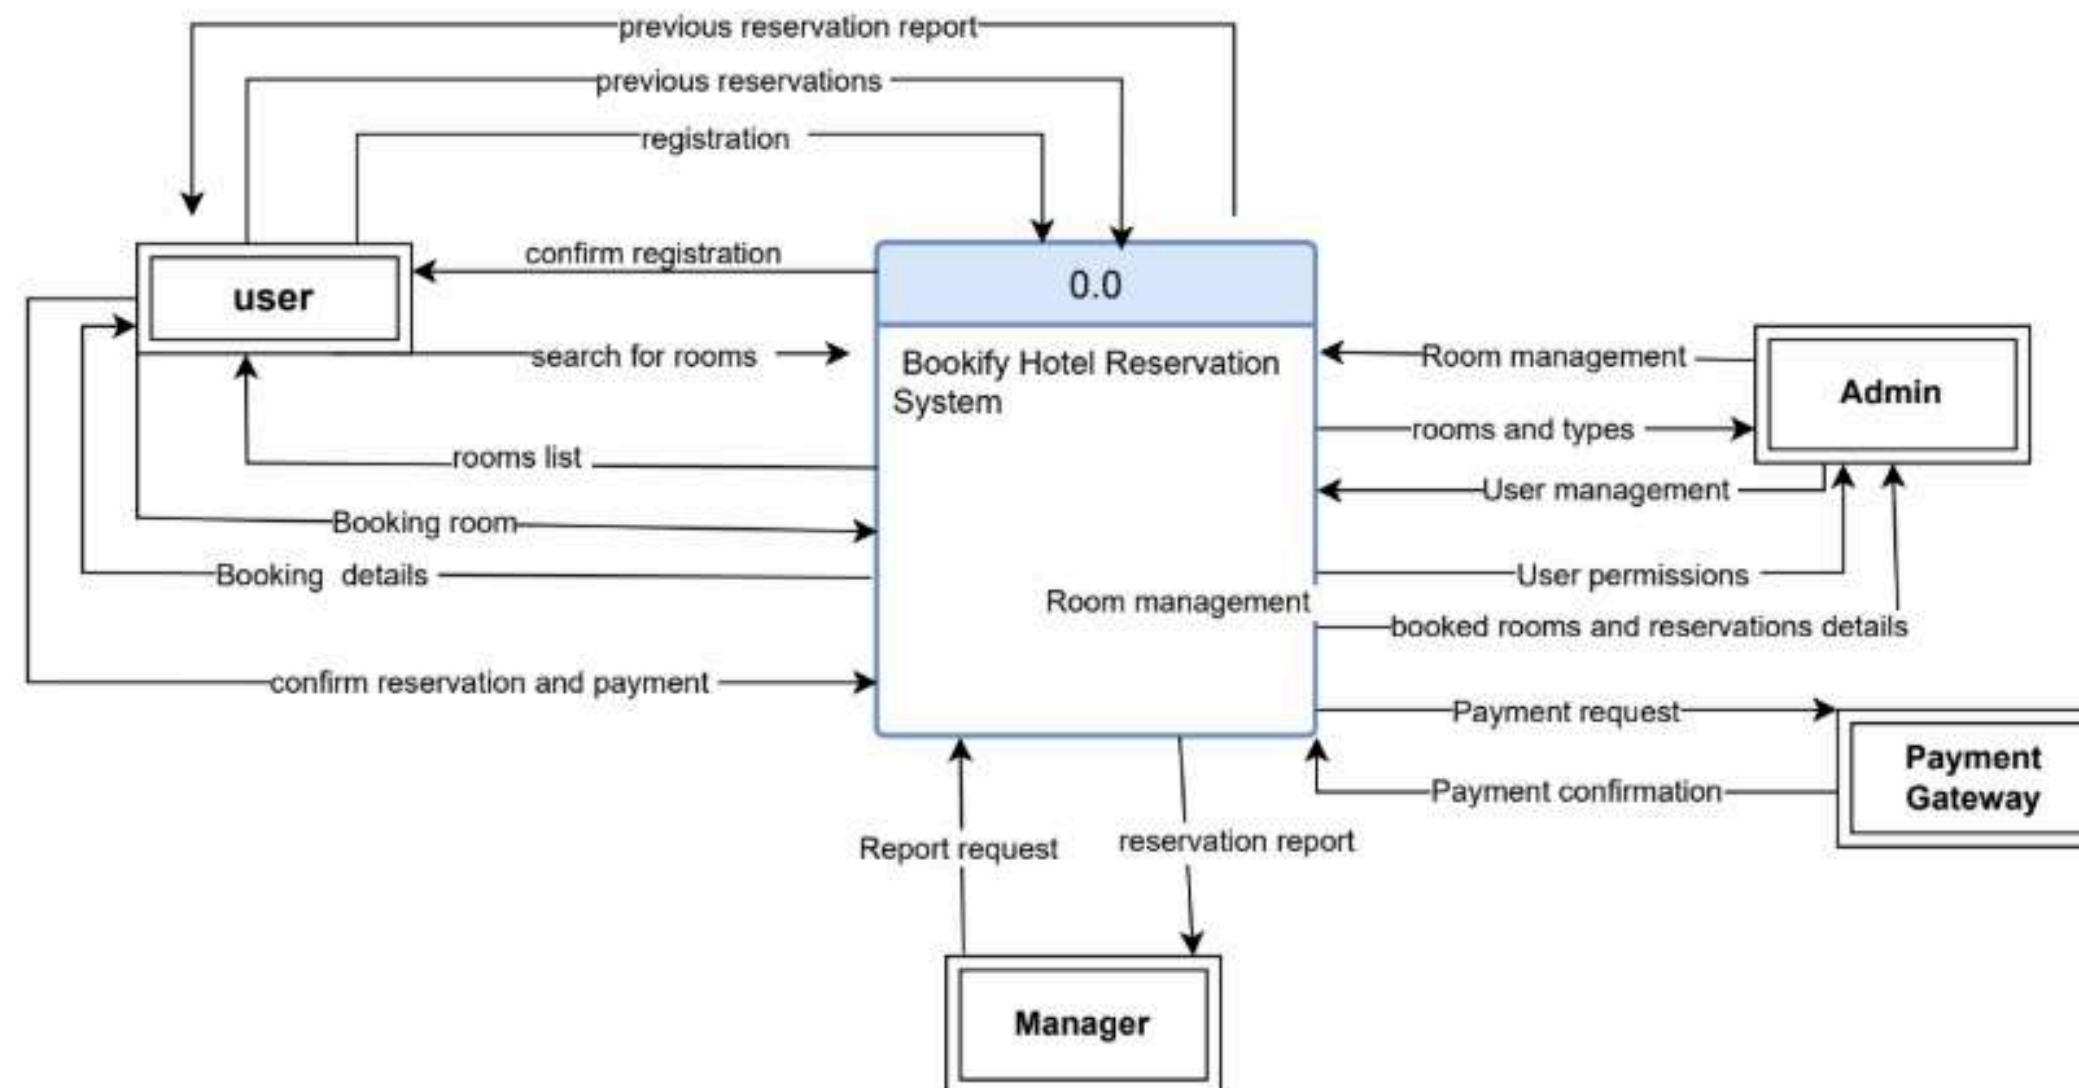 previous reservation report
previous reservations
registration
confirm registration
0.0
user
search for rooms
Bookify Hotel Reservation
System
Room management
Admin
rooms and types
rooms list
User management
Booking room
Booking details
User permissions
Room management
booked rooms and reservations details
confirm reservation and payment
Payment request
Payment
Gateway
Payment confirmation
Report request
reservation report
Manager